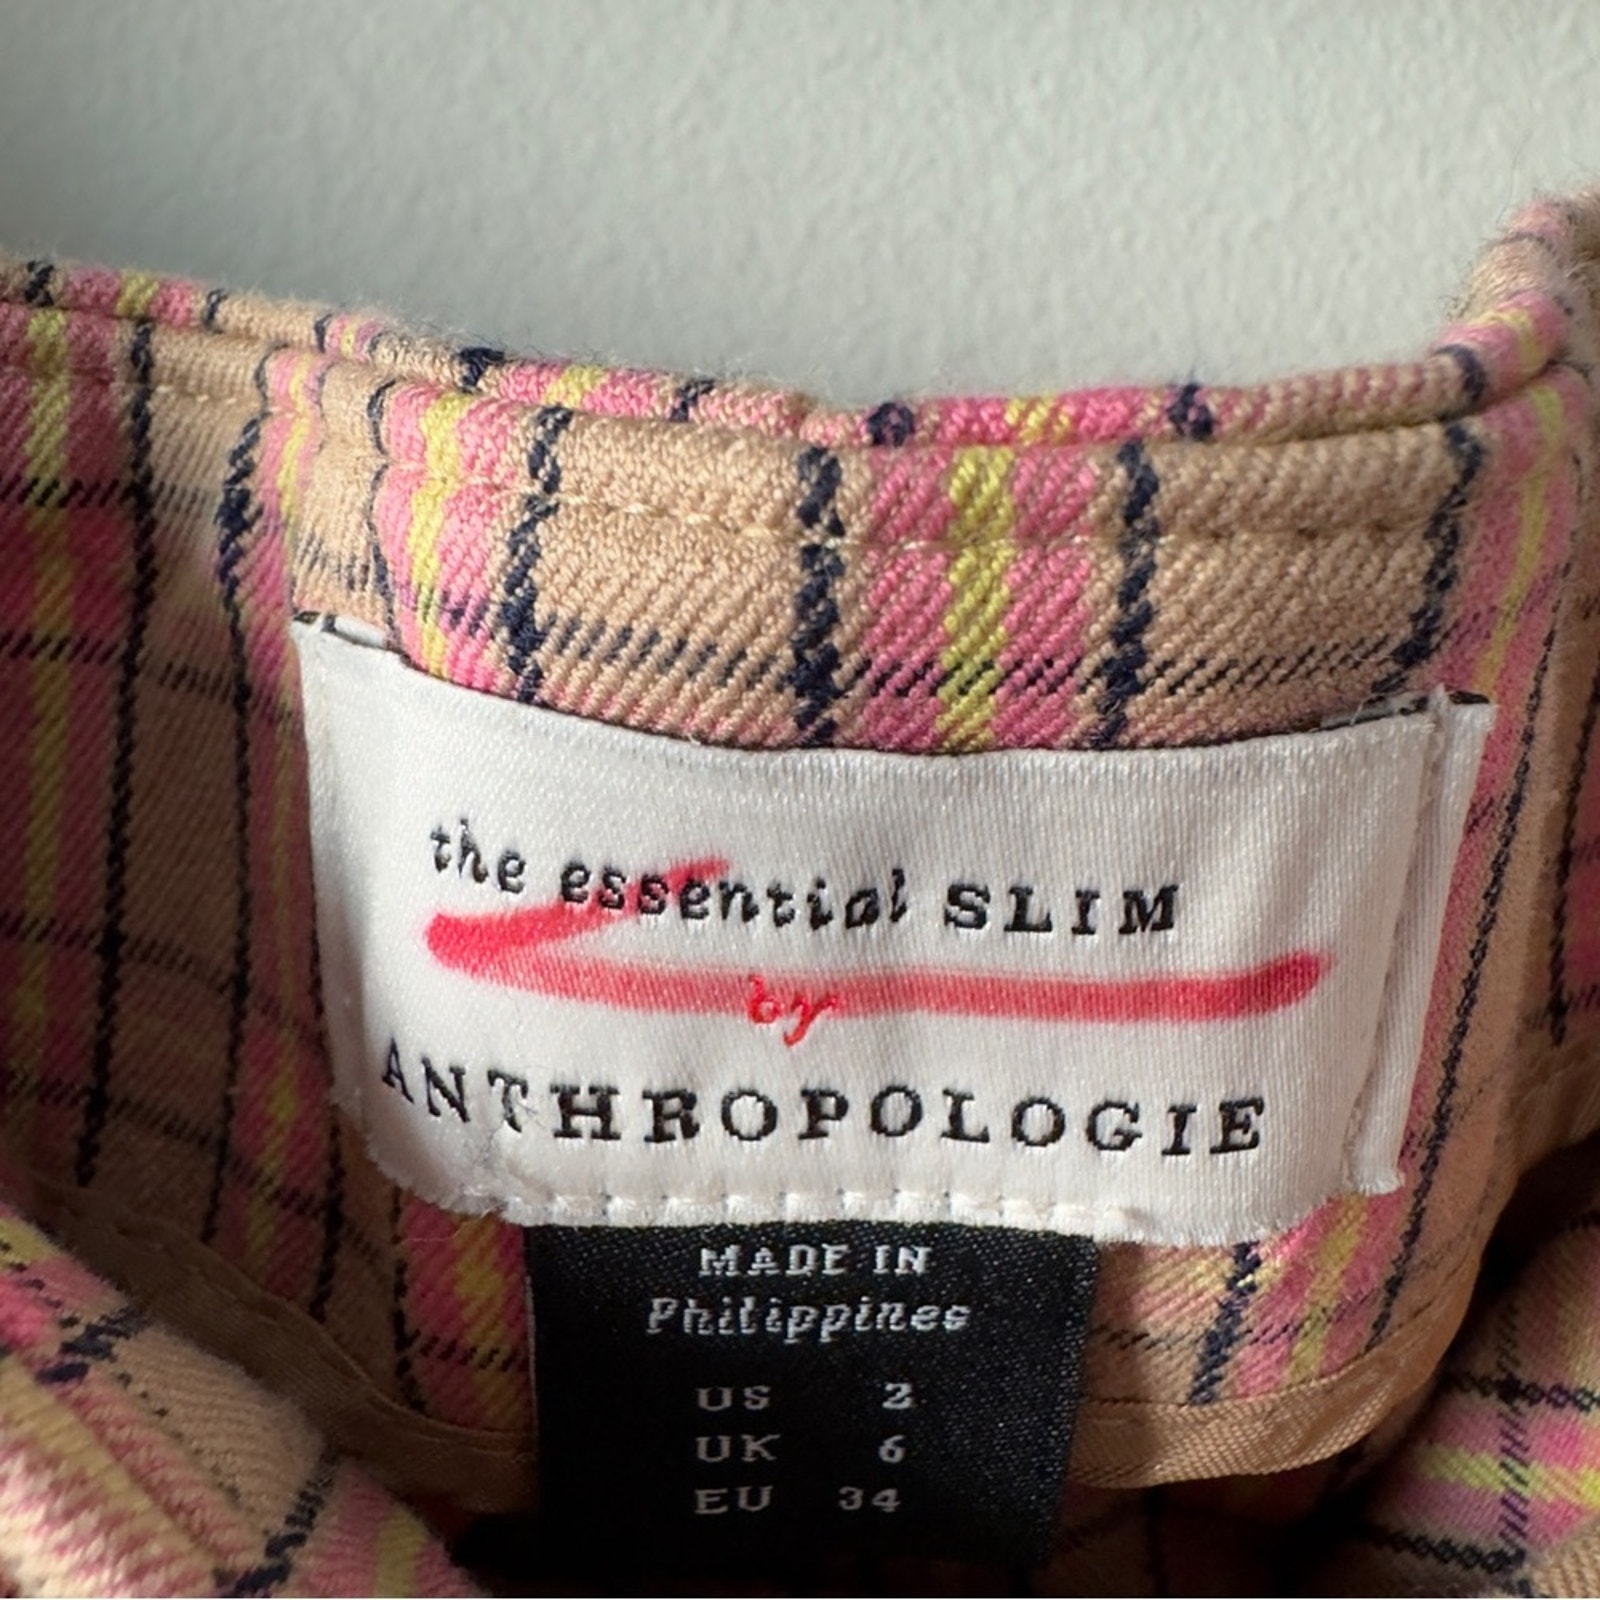 the essential SLIM
by
ANTHROPOLOGIE
MADE IN
Philippines
US 2
UK 6
EU 34